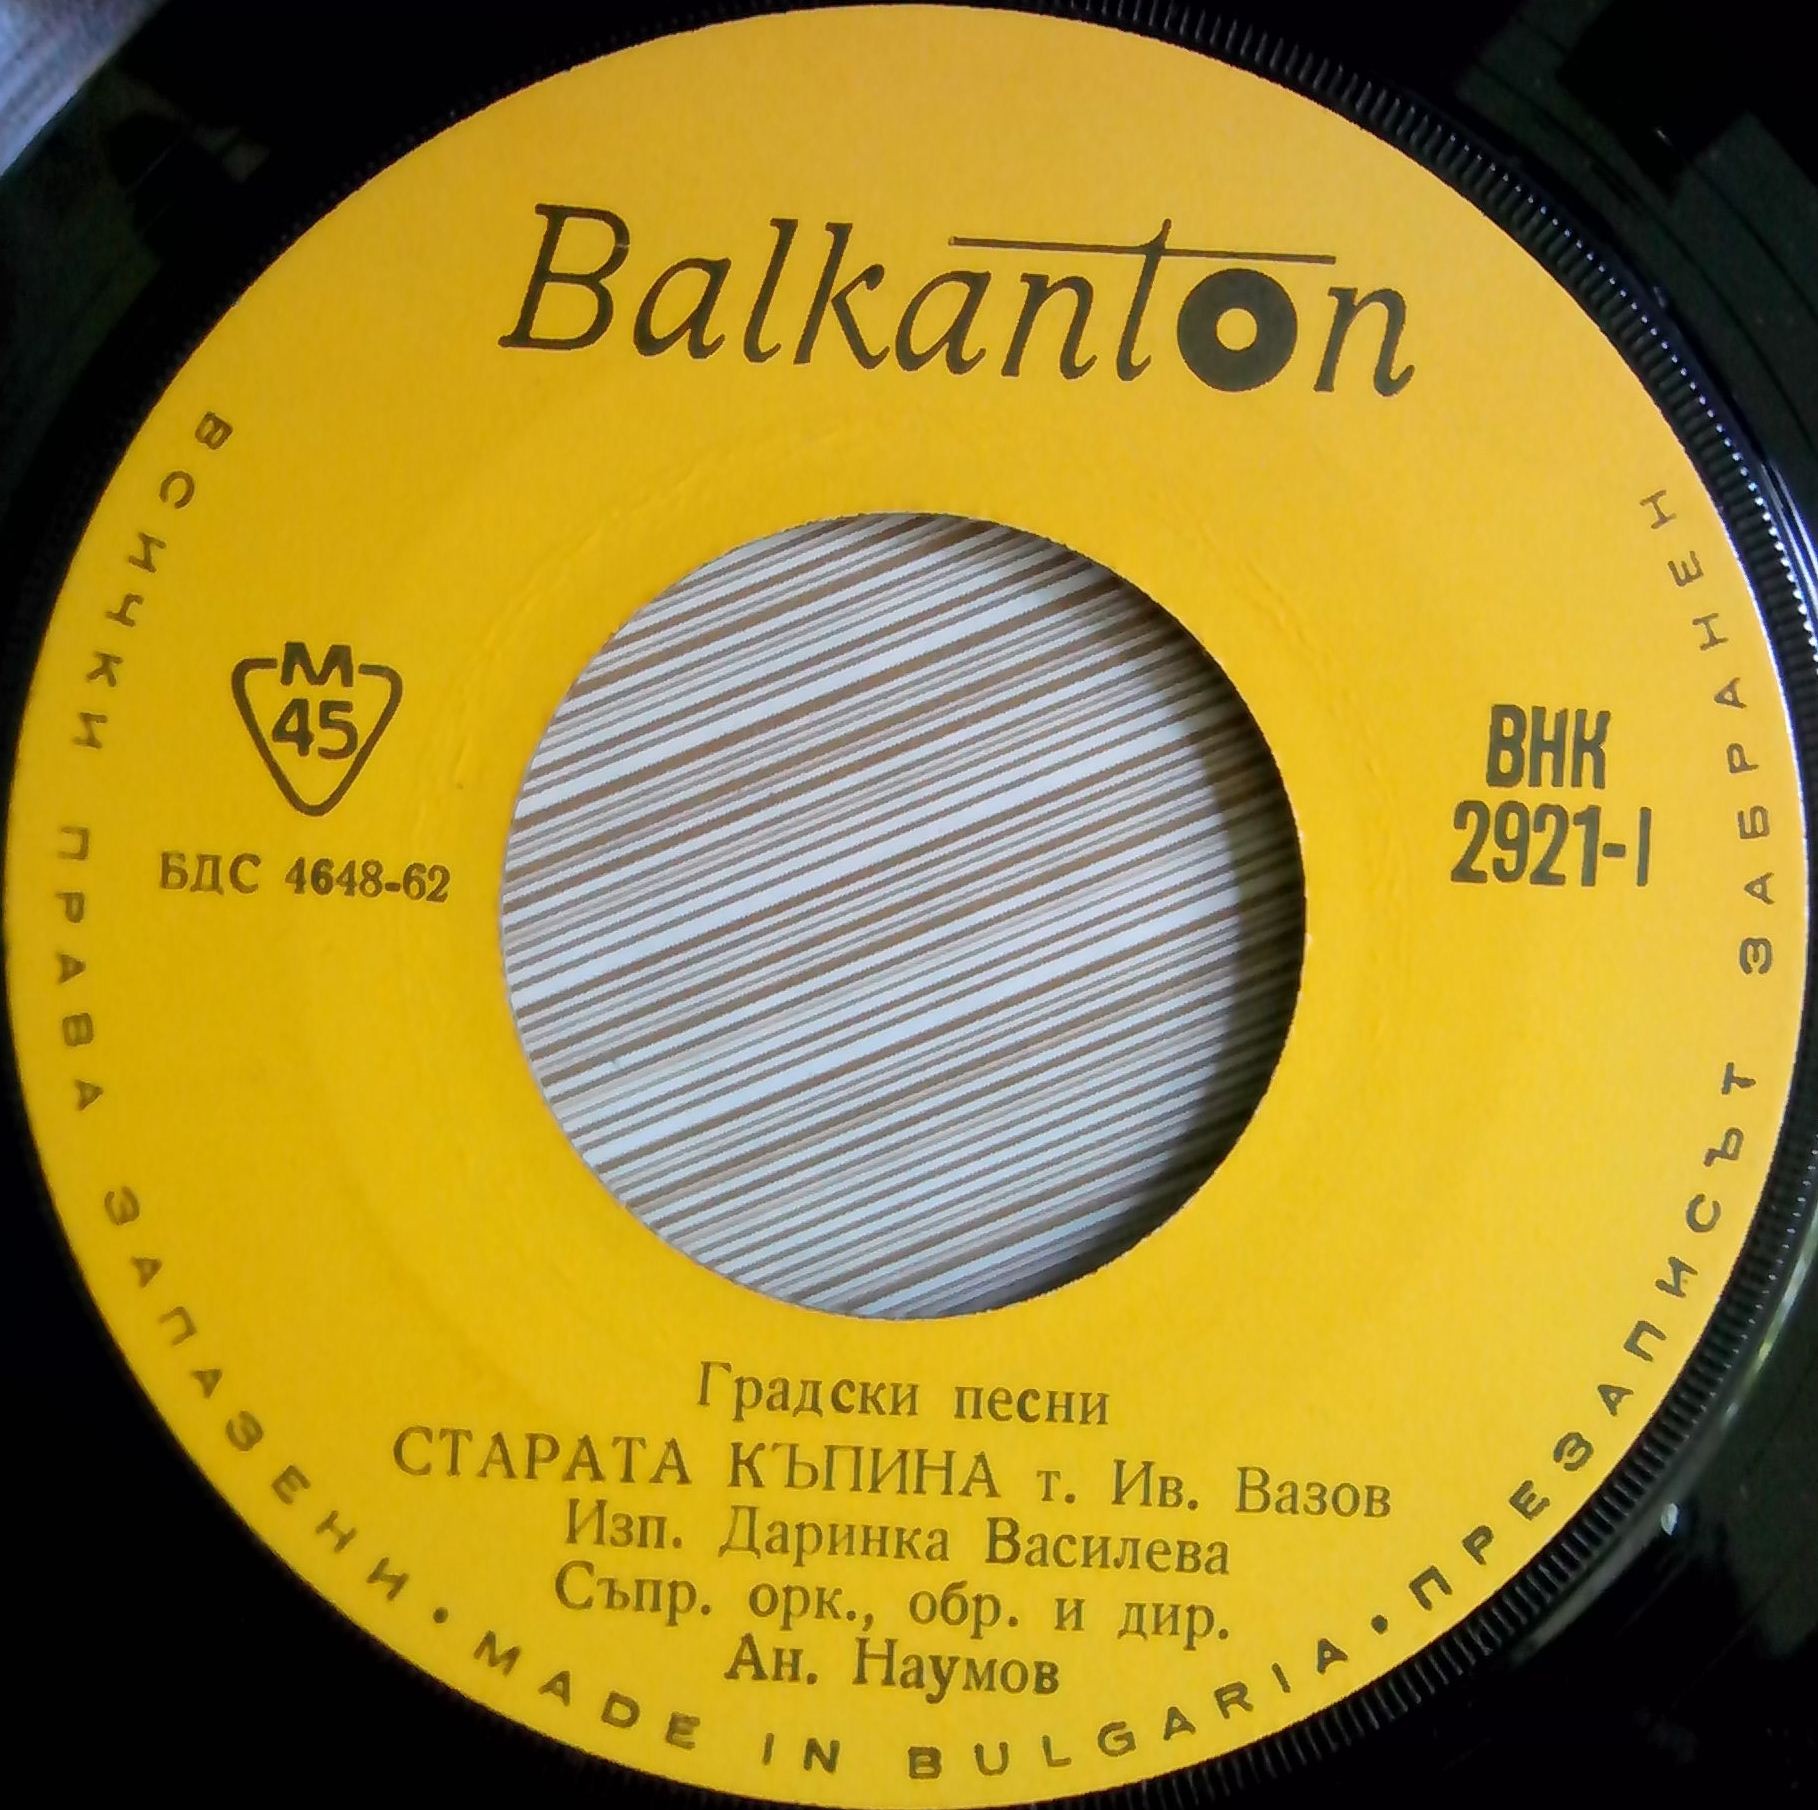 Balkanton
М
45
БДС 4648-62
ВНК
2921-I
Градски песни
СТАРАТА КЪПИНА т. Ив. Вазов
Изп. Даринка Василева
Съпр. орк., обр. и дир.
Ан. Наумов
ВСИЧКИ ПРАВА ЗАПАЗЕНИ • MADE IN BULGARIA • ПРЕЗАПИСЪТ ЗАБРАНЕН